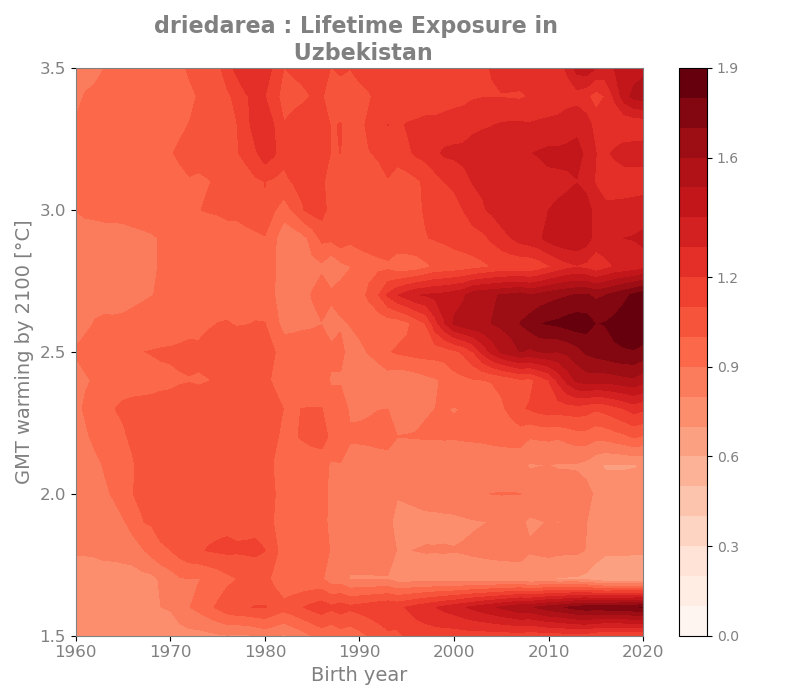 driedarea : Lifetime Exposure in
Uzbekistan
GMT warming by 2100 [°C]
3.5
3.0
2.5
2.0
1.5
1960 1970 1980 1990 2000 2010 2020
Birth year
1.9
1.6
1.2
0.9
0.6
0.3
0.0